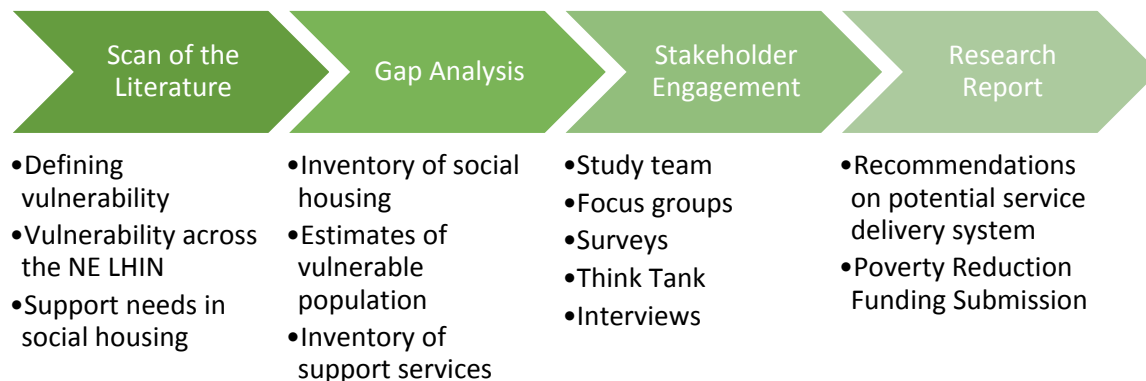 Scan of the
Literature
Gap Analysis
Stakeholder
Engagement
Research
Report
•Defining
vulnerability
•Vulnerability across
the NE LHIN
•Support needs in
social housing
•Inventory of social
housing
•Estimates of
vulnerable
population
•Inventory of
support services
•Study team
•Focus groups
•Surveys
•Think Tank
•Interviews
•Recommendations
on potential service
delivery system
•Poverty Reduction
Funding Submission